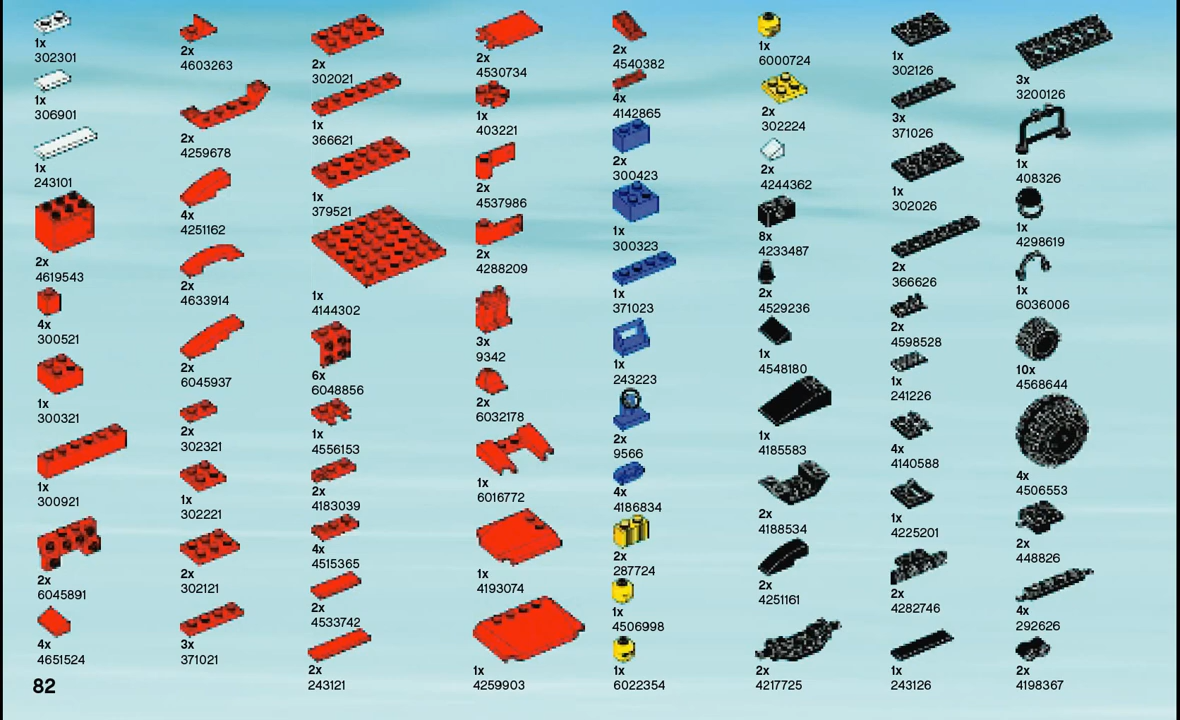 1x
302301
1x
306901
1x
243101
2x
4619543
4x
300521
1x
300321
1x
300921
2x
6045891
4x
4651524
2x
4603263
2x
4259678
4x
4251162
2x
4633914
2x
6045937
2x
302321
1x
302221
2x
302121
3x
371021
2x
302021
1x
366621
1x
379521
1x
4144302
6x
6048856
1x
4556153
2x
4183039
4x
4515365
2x
4533742
2x
243121
2x
4530734
1x
403221
2x
4537986
2x
4288209
3x
9342
2x
6032178
1x
6016772
1x
4193074
1x
4259903
2x
4540382
4x
4142865
2x
300423
1x
300323
1x
371023
1x
243223
2x
9566
4x
4186834
2x
287724
1x
4506998
1x
6022354
1x
6000724
2x
302224
2x
4244362
8x
4233487
2x
4529236
1x
4548180
1x
4185583
2x
4188534
2x
4251161
2x
4217725
1x
302126
3x
371026
1x
302026
2x
366626
2x
4598528
1x
241226
4x
4140588
1x
4225201
2x
4282746
1x
243126
3x
3200126
1x
408326
1x
4298619
1x
6036006
10x
4568644
4x
4506553
2x
448826
4x
292626
2x
4198367
82